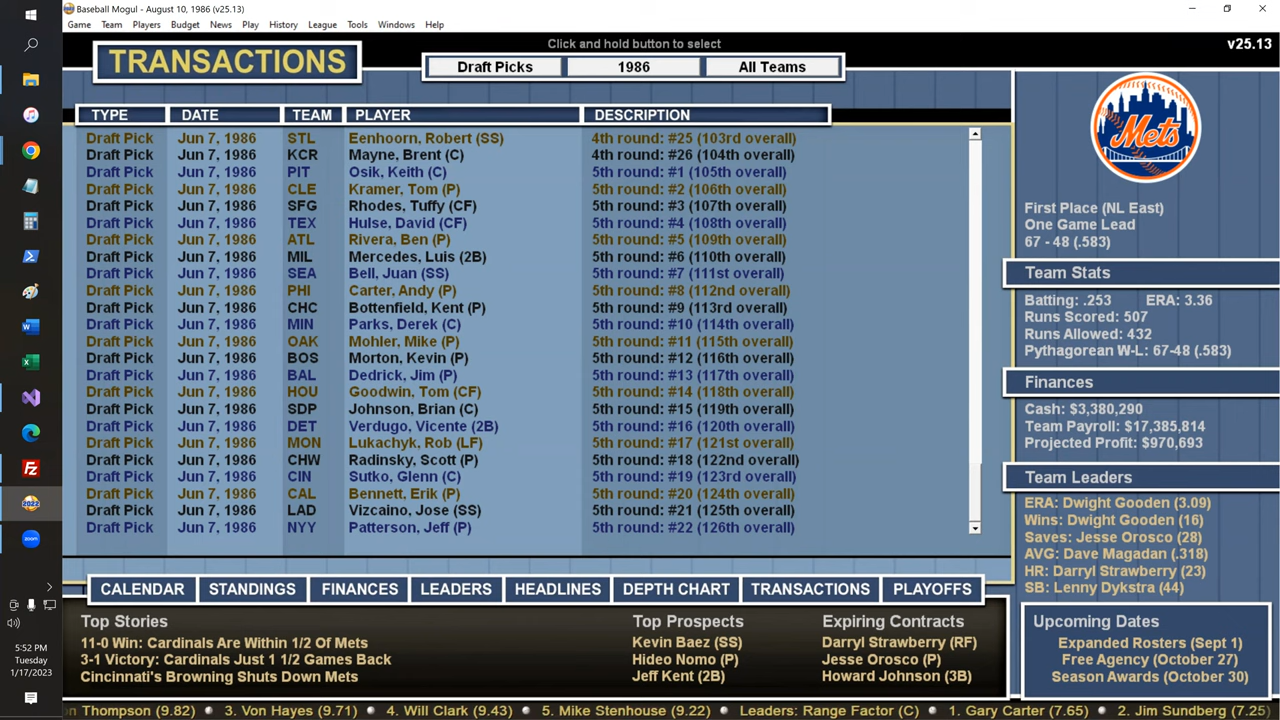 Baseball Mogul - August 10, 1986 (v25.13)
Game Team Players Budget News Play History League Tools Windows Help
Click and hold button to select
v25.13
TRANSACTIONS
Draft Picks 1986 All Teams
TYPE DATE TEAM PLAYER DESCRIPTION
Draft Pick Jun 7, 1986 STL Eenhoorn, Robert (SS) 4th round: #25 (103rd overall)
Draft Pick Jun 7, 1986 KCR Mayne, Brent (C) 4th round: #26 (104th overall)
Draft Pick Jun 7, 1986 PIT Osik, Keith (C) 5th round: #1 (105th overall)
Draft Pick Jun 7, 1986 CLE Kramer, Tom (P) 5th round: #2 (106th overall)
Draft Pick Jun 7, 1986 SFG Rhodes, Tuffy (CF) 5th round: #3 (107th overall)
Draft Pick Jun 7, 1986 TEX Hulse, David (CF) 5th round: #4 (108th overall)
Draft Pick Jun 7, 1986 ATL Rivera, Ben (P) 5th round: #5 (109th overall)
Draft Pick Jun 7, 1986 MIL Mercedes, Luis (2B) 5th round: #6 (110th overall)
Draft Pick Jun 7, 1986 SEA Bell, Juan (SS) 5th round: #7 (111st overall)
Draft Pick Jun 7, 1986 PHI Carter, Andy (P) 5th round: #8 (112nd overall)
Draft Pick Jun 7, 1986 CHC Bottenfield, Kent (P) 5th round: #9 (113rd overall)
Draft Pick Jun 7, 1986 MIN Parks, Derek (C) 5th round: #10 (114th overall)
Draft Pick Jun 7, 1986 OAK Mohler, Mike (P) 5th round: #11 (115th overall)
Draft Pick Jun 7, 1986 BOS Morton, Kevin (P) 5th round: #12 (116th overall)
Draft Pick Jun 7, 1986 BAL Dedrick, Jim (P) 5th round: #13 (117th overall)
Draft Pick Jun 7, 1986 HOU Goodwin, Tom (CF) 5th round: #14 (118th overall)
Draft Pick Jun 7, 1986 SDP Johnson, Brian (C) 5th round: #15 (119th overall)
Draft Pick Jun 7, 1986 DET Verdugo, Vicente (2B) 5th round: #16 (120th overall)
Draft Pick Jun 7, 1986 MON Lukachyk, Rob (LF) 5th round: #17 (121st overall)
Draft Pick Jun 7, 1986 CHW Radinsky, Scott (P) 5th round: #18 (122nd overall)
Draft Pick Jun 7, 1986 CIN Sutko, Glenn (C) 5th round: #19 (123rd overall)
Draft Pick Jun 7, 1986 CAL Bennett, Erik (P) 5th round: #20 (124th overall)
Draft Pick Jun 7, 1986 LAD Vizcaino, Jose (SS) 5th round: #21 (125th overall)
Draft Pick Jun 7, 1986 NYY Patterson, Jeff (P) 5th round: #22 (126th overall)
Mets
First Place (NL East)
One Game Lead
67 - 48 (.583)
Team Stats
Batting: .253 ERA: 3.36
Runs Scored: 507
Runs Allowed: 432
Pythagorean W-L: 67-48 (.583)
Finances
Cash: $3,380,290
Team Payroll: $17,385,814
Projected Profit: $970,693
Team Leaders
ERA: Dwight Gooden (3.09)
Wins: Dwight Gooden (16)
Saves: Jesse Orosco (28)
AVG: Dave Magadan (.318)
HR: Darryl Strawberry (23)
SB: Lenny Dykstra (44)
CALENDAR STANDINGS FINANCES LEADERS HEADLINES DEPTH CHART TRANSACTIONS PLAYOFFS
Top Stories
11-0 Win: Cardinals Are Within 1/2 Of Mets
3-1 Victory: Cardinals Just 1 1/2 Games Back
Cincinnati's Browning Shuts Down Mets
Top Prospects
Kevin Baez (SS)
Hideo Nomo (P)
Jeff Kent (2B)
Expiring Contracts
Darryl Strawberry (RF)
Jesse Orosco (P)
Howard Johnson (3B)
Upcoming Dates
Expanded Rosters (Sept 1)
Free Agency (October 27)
Season Awards (October 30)
on Thompson (9.82) 3. Von Hayes (9.71) 4. Will Clark (9.43) 5. Mike Stenhouse (9.22) Leaders: Range Factor (C) 1. Gary Carter (7.65) 2. Jim Sundberg (7.25)
2022
zoom
5:52 PM
Tuesday
1/17/2023